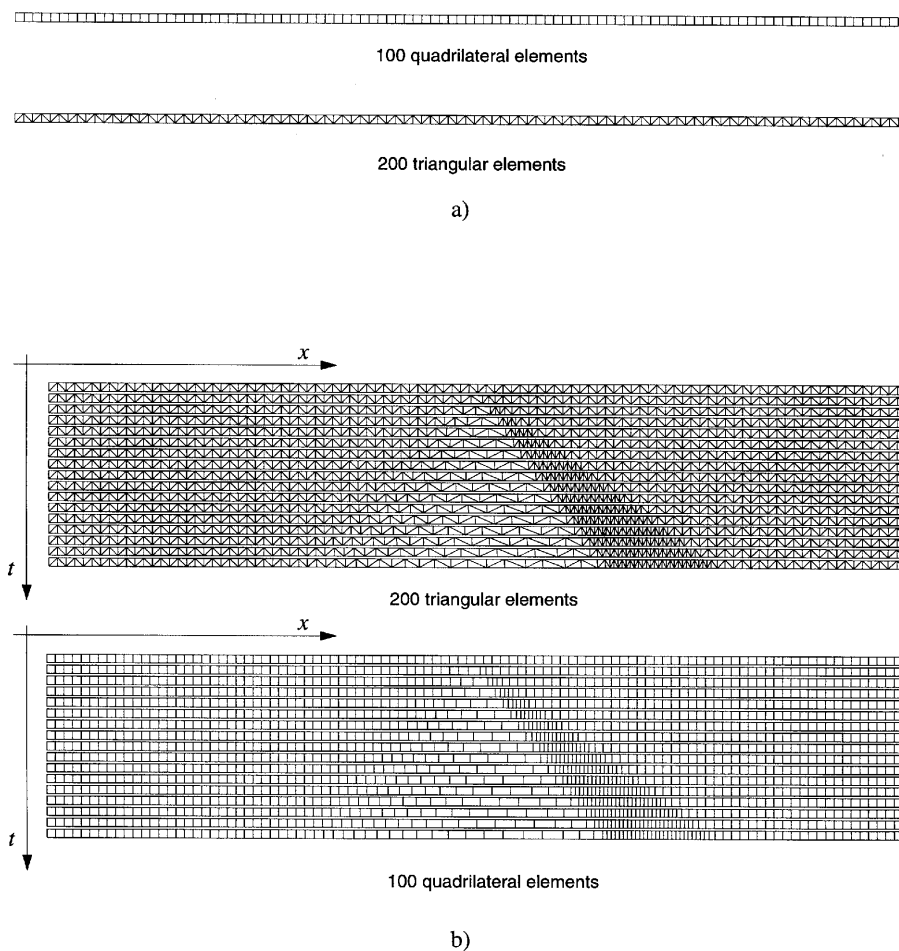 100 quadrilateral elements
200 triangular elements
a)
x
t
200 triangular elements
x
t
100 quadrilateral elements
b)